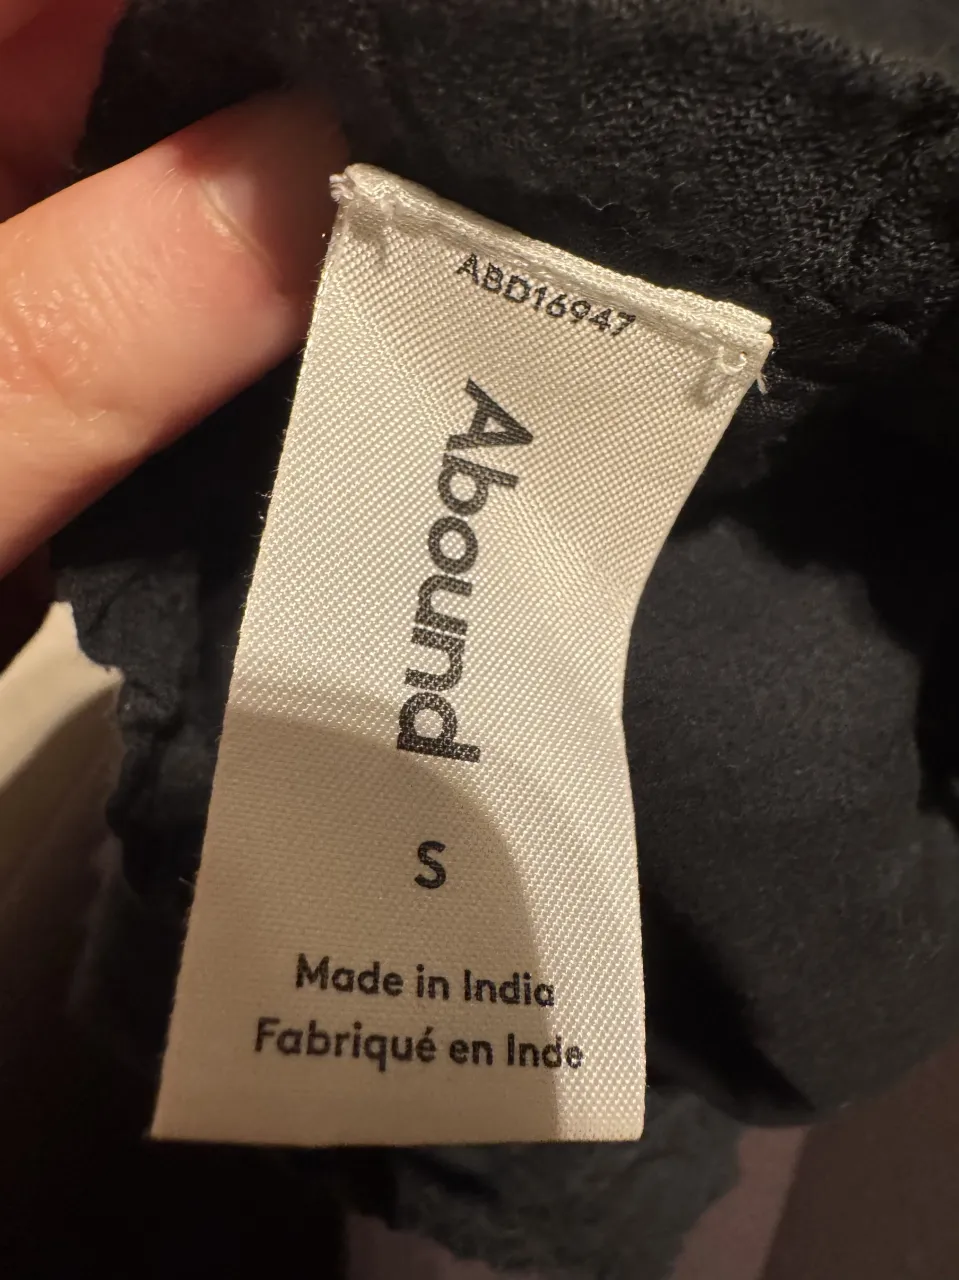 ABD16947
Abound
S
Made in India
Fabriqué en Inde